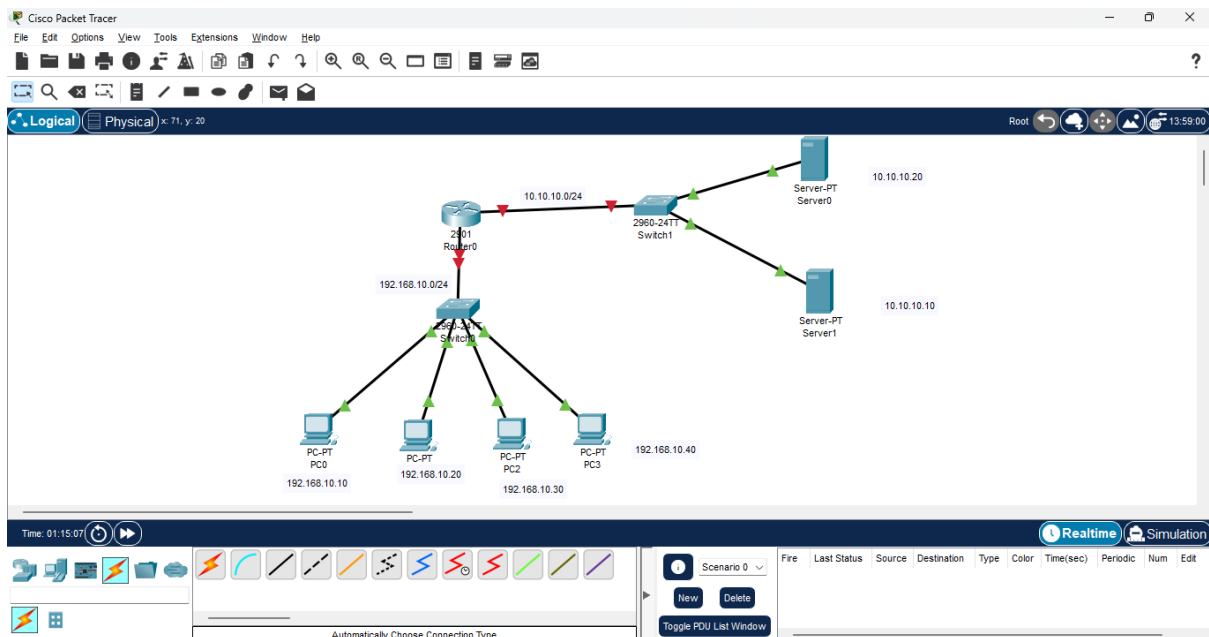 Cisco Packet Tracer
File Edit Options View Tools Extensions Window Help
?
Logical Physical x: 71, y: 20 Root 13:59:00
10.10.10.0/24
2901
Router0
2960-24TT
Switch1
Server-PT
Server0
10.10.10.20
192.168.10.0/24
2960-24TT
Switch0
Server-PT
Server1
10.10.10.10
PC-PT
PC0
192.168.10.10
PC-PT
192.168.10.20
PC-PT
PC2
192.168.10.30
PC-PT
PC3
192.168.10.40
Time: 01:15:07 Realtime Simulation
Scenario 0
New Delete
Toggle PDU List Window
Fire Last Status Source Destination Type Color Time(sec) Periodic Num Edit
Automatically Choose Connection Type